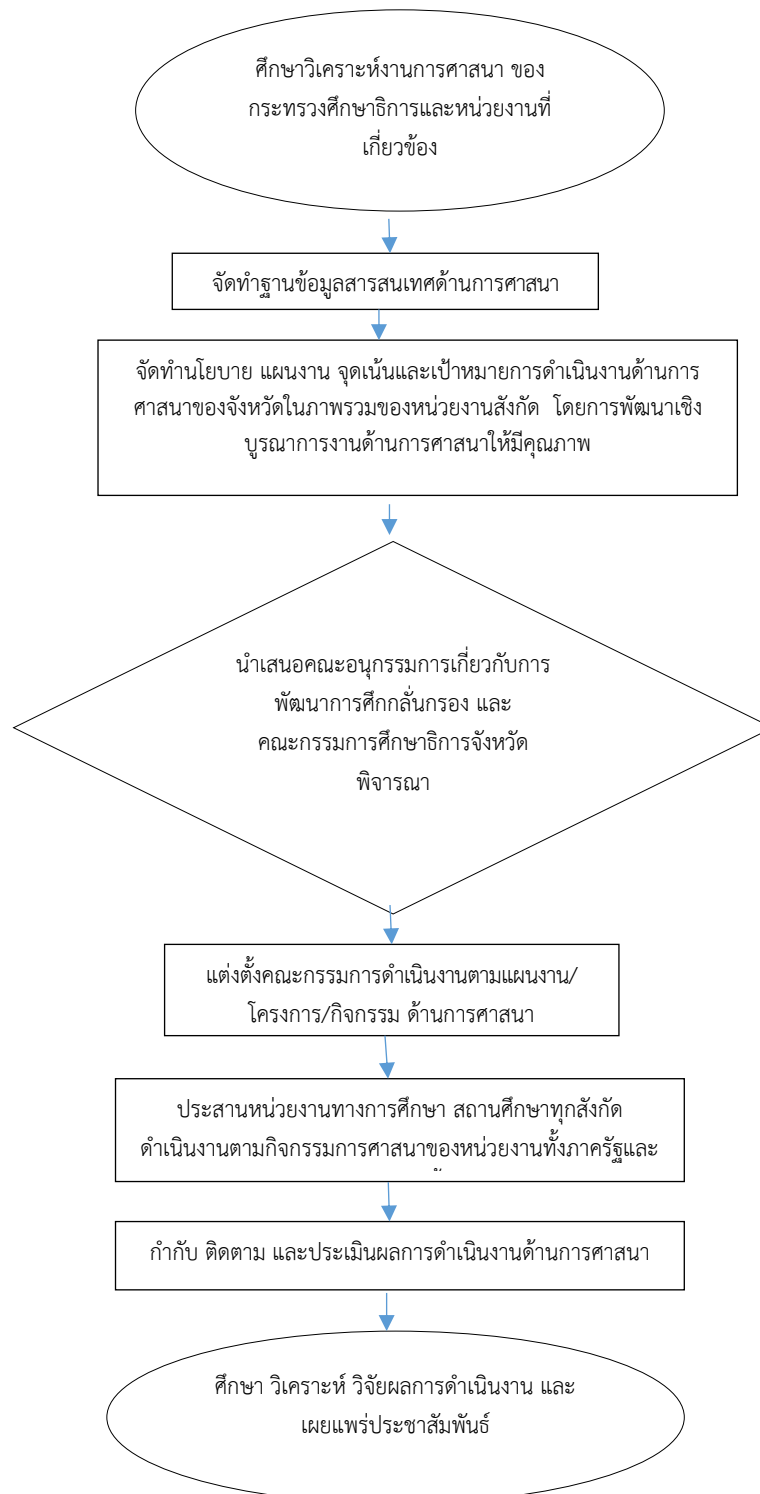 ศึกษาวิเคราะห์งานการศาสนา ของ
กระทรวงศึกษาธิการและหน่วยงานที่
เกี่ยวข้อง
จัดทำฐานข้อมูลสารสนเทศด้านการศาสนา
จัดทำนโยบาย แผนงาน จุดเน้นและเป้าหมายการดำเนินงานด้านการ
ศาสนาของจังหวัดในภาพรวมของหน่วยงานสังกัด โดยการพัฒนาเชิง
บูรณาการงานด้านการศาสนาให้มีคุณภาพ
นำเสนอคณะอนุกรรมการเกี่ยวกับการ
พัฒนาการศึกกลั่นกรอง และ
คณะกรรมการศึกษาธิการจังหวัด
พิจารณา
แต่งตั้งคณะกรรมการดำเนินงานตามแผนงาน/
โครงการ/กิจกรรม ด้านการศาสนา
ประสานหน่วยงานทางการศึกษา สถานศึกษาทุกสังกัด
ดำเนินงานตามกิจกรรมการศาสนาของหน่วยงานทั้งภาครัฐและ
กำกับ ติดตาม และประเมินผลการดำเนินงานด้านการศาสนา
ศึกษา วิเคราะห์ วิจัยผลการดำเนินงาน และ
เผยแพร่ประชาสัมพันธ์